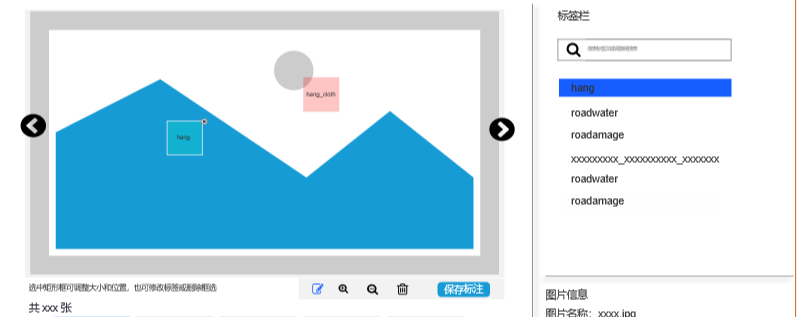 标签栏
hang_cloth
hang
hang
roadwater
roadamage
xxxxxxxxx_xxxxxxxxxx_xxxxxxx
roadwater
roadamage
选中矩形框可调整大小和位置，也可修改标签或删除框选
保存标注
共 xxx 张
图片信息
图片名称：xxxx.jpg